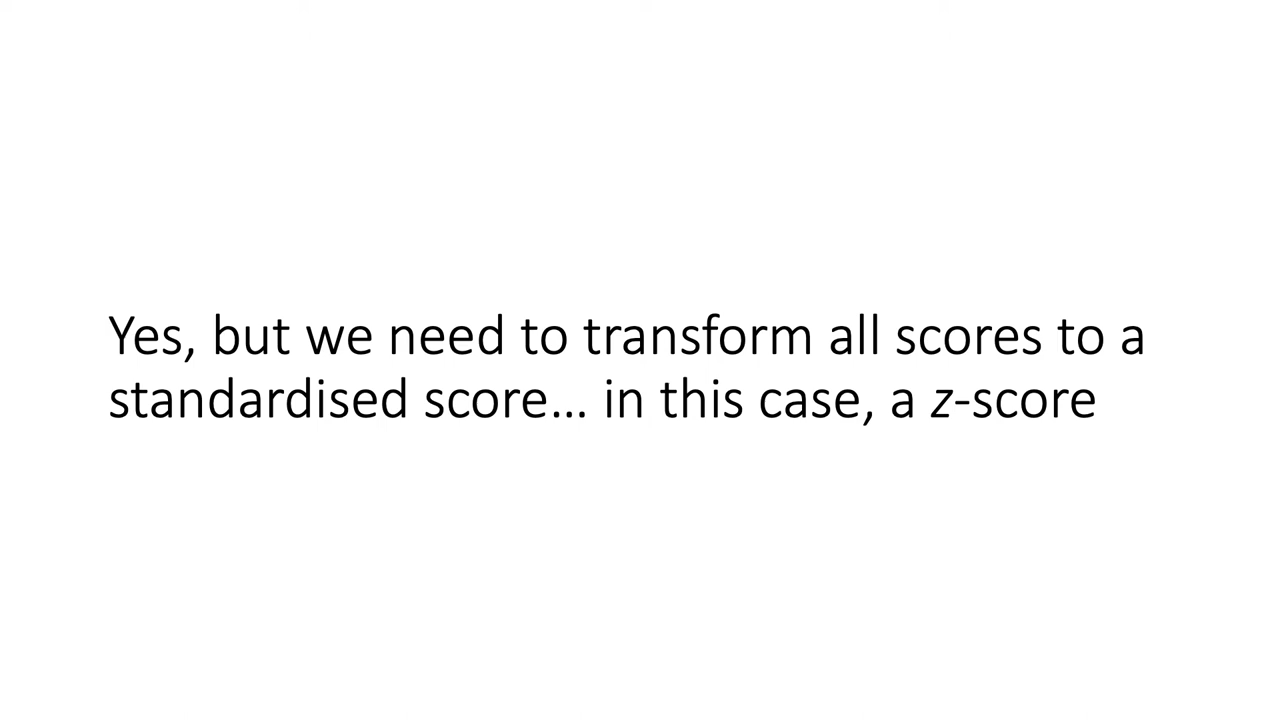 Yes, but we need to transform all scores to a
standardised score... in this case, a z-score